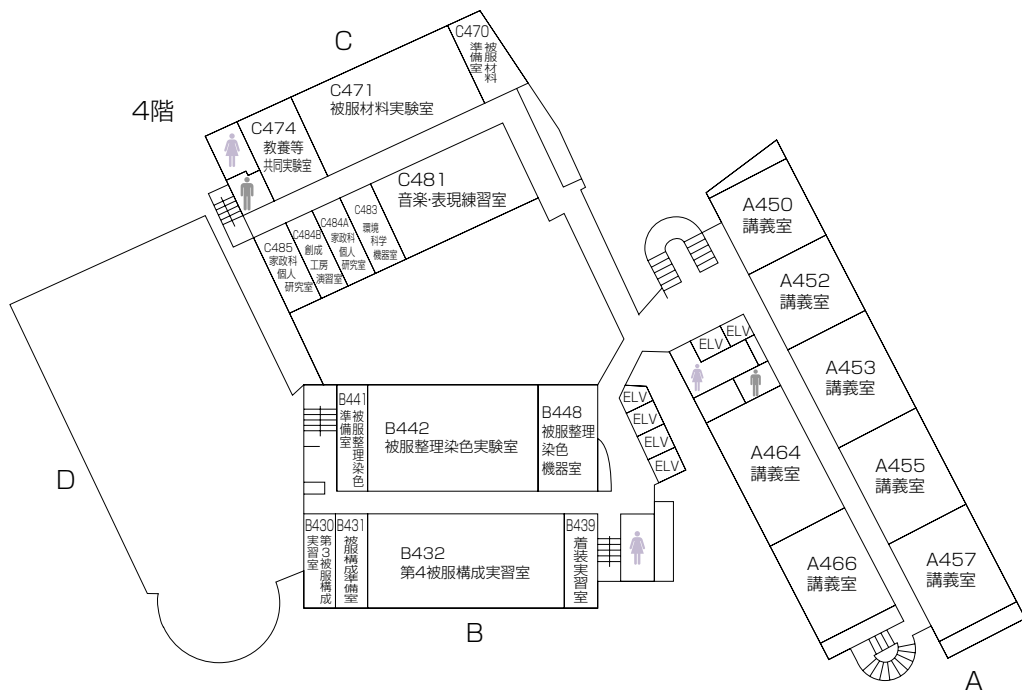 4階
C
C470
被服材料
準備室
C471
被服材料実験室
C474
教養等
共同実験室
C481
音楽・表現練習室
C483
環境
科学
機器室
C484A
家政科
個人
研究室
C484B
創成
工房
演習室
C485
家政科
個人
研究室
A450
講義室
A452
講義室
A453
講義室
A455
講義室
A457
講義室
ELV
ELV
A464
講義室
A466
講義室
A
ELV
ELV
ELV
ELV
B441
被服整理染色
準備室
B442
被服整理染色実験室
B448
被服整理
染色
機器室
D
B430
第3被服構成
実習室
B431
被服構成準備室
B432
第4被服構成実習室
B439
着装実習室
B